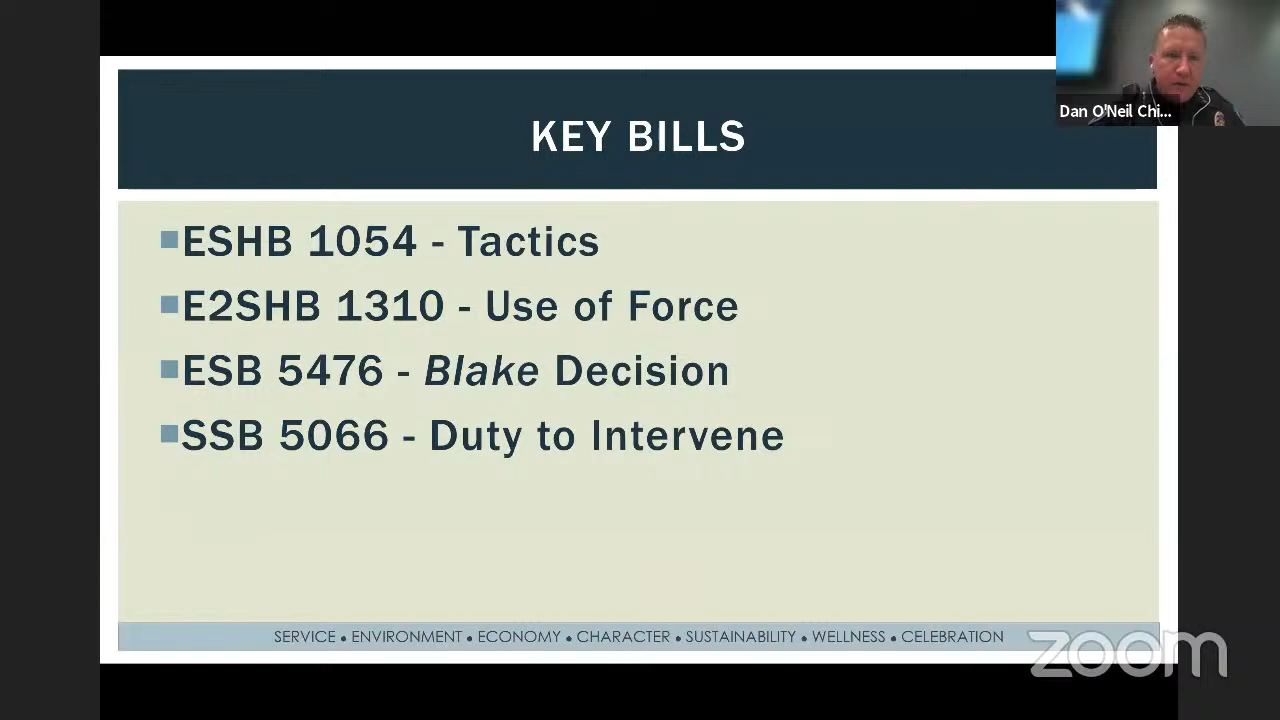 Dan O'Neil Chi...
KEY BILLS
ESHB 1054 - Tactics
E2SHB 1310 - Use of Force
ESB 5476 - Blake Decision
SSB 5066 - Duty to Intervene
SERVICE • ENVIRONMENT • ECONOMY • CHARACTER • SUSTAINABILITY • WELLNESS • CELEBRATION
zoom